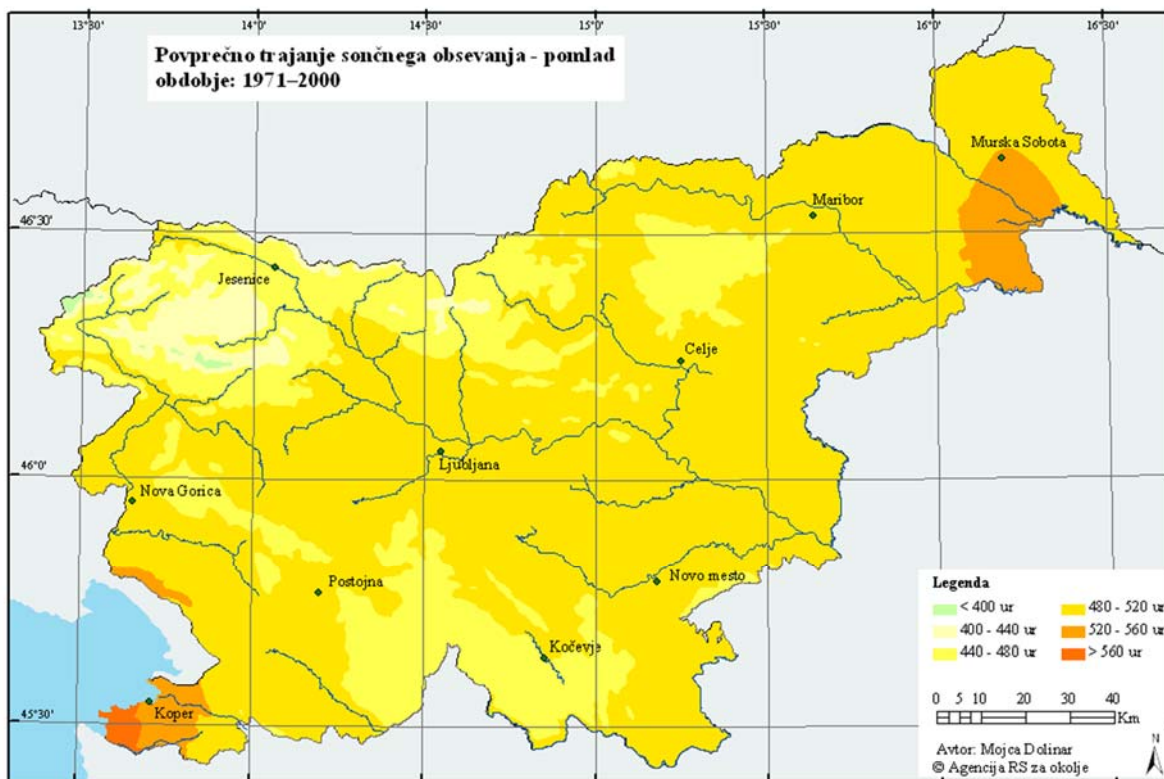 13°30' 14°0' 14°30' 15°0' 15°30' 16°0' 16°30'
Povprečno trajanje sončnega obsevanja - pomlad
obdobje: 1971–2000
Murska Sobota
Maribor
46°30'
Jesenice
Celje
Ljubljana
46°0'
Nova Gorica
Postojna
Novo mesto
Kočevje
Koper
45°30'
Legenda
< 400 ur 480 - 520 ur
400 - 440 ur 520 - 560 ur
440 - 480 ur > 560 ur
0 5 10 20 30 40
Km
N
Avtor: Mojca Dolinar
© Agencija RS za okolje